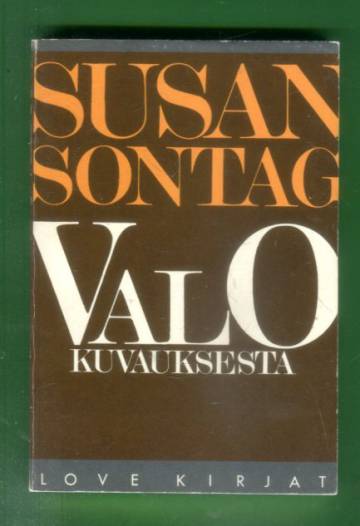 SUSAN
SONTAG
VALO
KUVAUKSESTA
LOVE KIRJAT